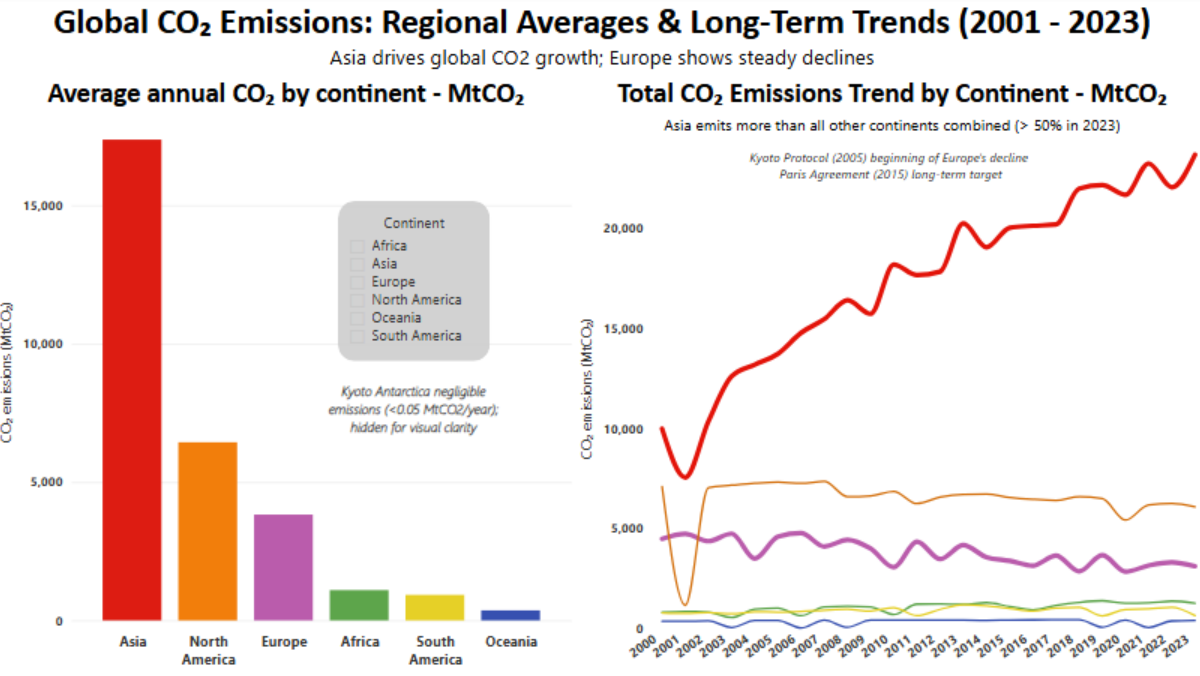 Global CO₂ Emissions: Regional Averages & Long-Term Trends (2001 - 2023)
Asia drives global CO2 growth; Europe shows steady declines
Average annual CO₂ by continent - MtCO₂
CO₂ emissions (MtCO₂)
15,000
10,000
5,000
0
Continent
Africa
Asia
Europe
North America
Oceania
South America
Kyoto Antarctica negligible
emissions (<0.05 MtCO2/year);
hidden for visual clarity
Asia
North
America
Europe
Africa
South
America
Oceania
Total CO₂ Emissions Trend by Continent - MtCO₂
Asia emits more than all other continents combined (> 50% in 2023)
Kyoto Protocol (2005) beginning of Europe's decline
Paris Agreement (2015) long-term target
CO₂ emissions (MtCO₂)
20,000
15,000
10,000
5,000
0
2000
2001
2002
2003
2004
2005
2006
2007
2008
2009
2010
2011
2012
2013
2014
2015
2016
2017
2018
2019
2020
2021
2022
2023